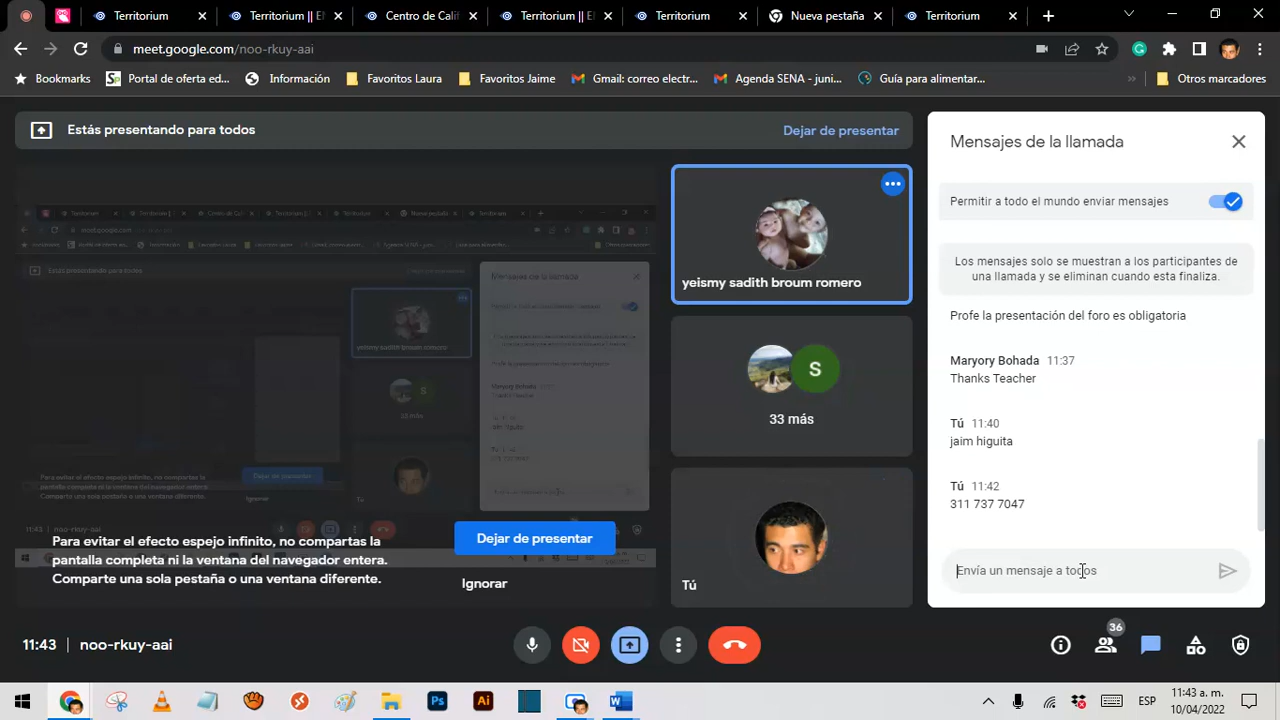 Territorium
Territorium || El
Centro de Calif
Territorium || El
Territorium
Nueva pestaña
Territorium
meet.google.com/noo-rkuy-aai
Bookmarks
Portal de oferta ed...
Información
Favoritos Laura
Favoritos Jaime
Gmail: correo electr...
Agenda SENA - juni...
Guía para alimentar...
»
Otros marcadores
Estás presentando para todos
Dejar de presentar
yeismy sadith broum romero
S
33 más
Tú
Para evitar el efecto espejo infinito, no compartas la
pantalla completa ni la ventana del navegador entera.
Comparte una sola pestaña o una ventana diferente.
Dejar de presentar
Ignorar
Mensajes de la llamada
Permitir a todo el mundo enviar mensajes
Los mensajes solo se muestran a los participantes de
una llamada y se eliminan cuando esta finaliza.
Profe la presentación del foro es obligatoria
Maryory Bohada 11:37
Thanks Teacher
Tú 11:40
jaim higuita
Tú 11:42
311 737 7047
Envía un mensaje a todos
11:43 | noo-rkuy-aai
36
Ps
Ai
ESP
11:43 a. m.
10/04/2022